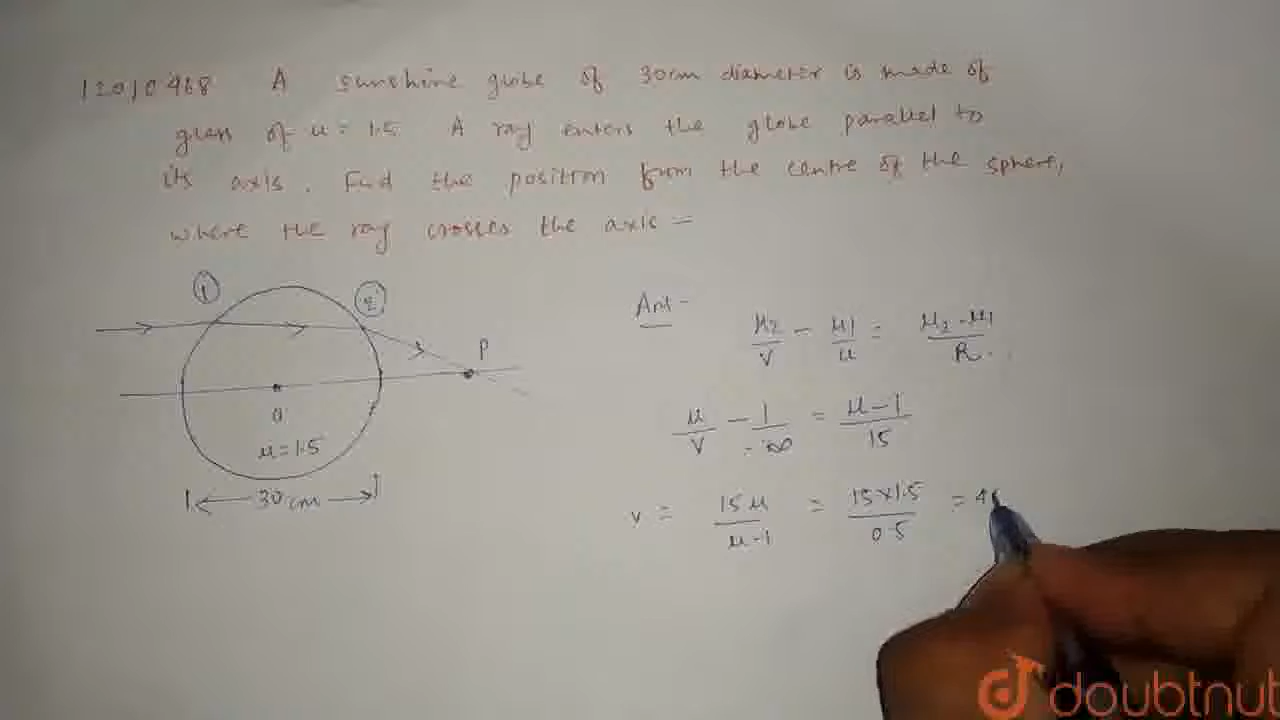 12010468 A sunshine globe of 30cm diameter is made of
glass of μ = 1.5 A ray enters the globe parallel to
its axis. Find the position from the centre of the sphere,
where the ray crosses the axis =
1 2
P
O
μ = 1.5
30 cm
Ans -
μ2/v - μ1/u = μ2 - μ1/R.
μ/v - 1/-∞ = μ - 1/15
v = 15μ/μ-1 = 15×1.5/0.5 = 4
doubtnut